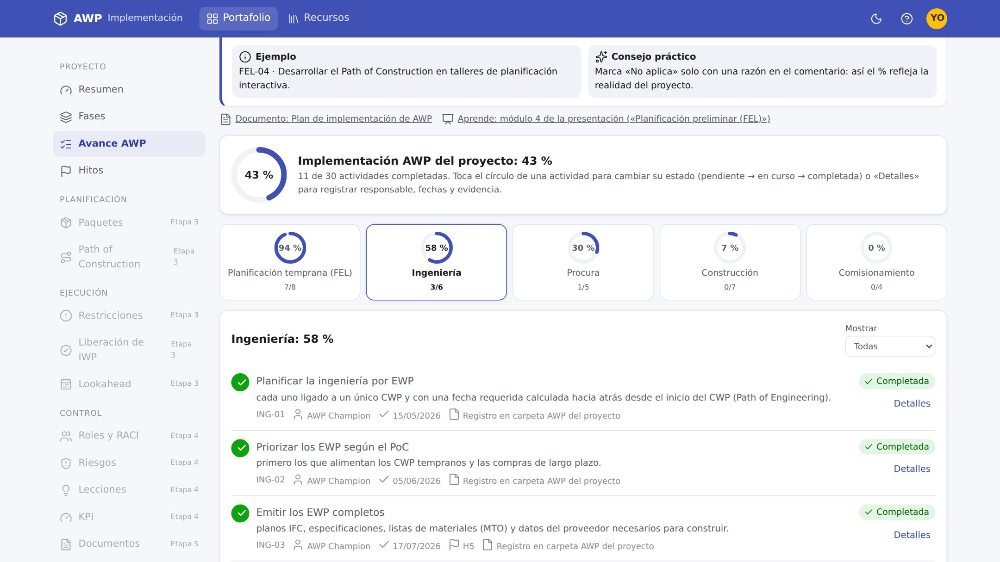 AWP Implementación
Portafolio
Recursos
YO
PROYECTO
Resumen
Fases
Avance AWP
Hitos
PLANIFICACIÓN
Paquetes Etapa 3
Path of Construction Etapa 3
EJECUCIÓN
Restricciones Etapa 3
Liberación de IWP Etapa 3
Lookahead Etapa 3
CONTROL
Roles y RACI Etapa 4
Riesgos Etapa 4
Lecciones Etapa 4
KPI Etapa 4
Documentos Etapa 5
Ejemplo
FEL-04 · Desarrollar el Path of Construction en talleres de planificación
interactiva.
Consejo práctico
Marca «No aplica» solo con una razón en el comentario: así el % refleja la
realidad del proyecto.
Documento: Plan de implementación de AWP
Aprende: módulo 4 de la presentación («Planificación preliminar (FEL)»)
43 %
Implementación AWP del proyecto: 43 %
11 de 30 actividades completadas. Toca el círculo de una actividad para cambiar su estado (pendiente → en curso → completada) o «Detalles»
para registrar responsable, fechas y evidencia.
94 %
Planificación temprana (FEL)
7/8
58 %
Ingeniería
3/6
30 %
Procura
1/5
7 %
Construcción
0/7
0 %
Comisionamiento
0/4
Ingeniería: 58 %
Mostrar
Todas
Planificar la ingeniería por EWP
cada uno ligado a un único CWP y con una fecha requerida calculada hacia atrás desde el inicio del CWP (Path of Engineering).
ING-01 AWP Champion 15/05/2026 Registro en carpeta AWP del proyecto
Completada
Detalles
Priorizar los EWP según el PoC
primero los que alimentan los CWP tempranos y las compras de largo plazo.
ING-02 AWP Champion 05/06/2026 Registro en carpeta AWP del proyecto
Completada
Detalles
Emitir los EWP completos
planos IFC, especificaciones, listas de materiales (MTO) y datos del proveedor necesarios para construir.
ING-03 AWP Champion 17/07/2026 H5 Registro en carpeta AWP del proyecto
Completada
Detalles